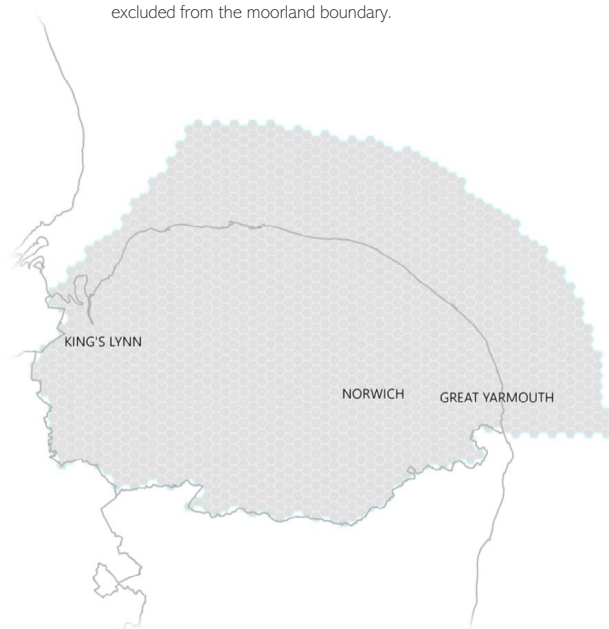 excluded from the moorland boundary.
KING'S LYNN
NORWICH
GREAT YARMOUTH